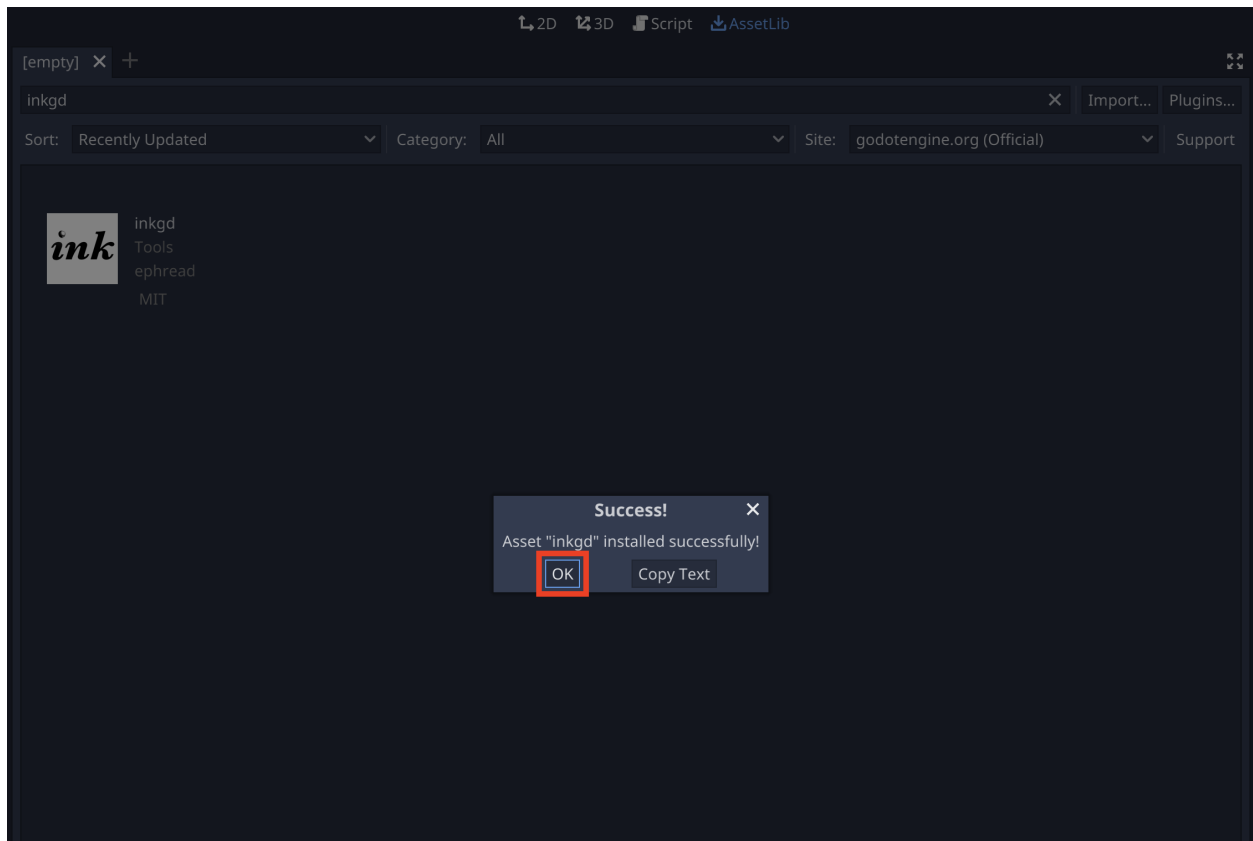 2D 3D Script AssetLib
[empty]
inkgd Import... Plugins...
Sort: Recently Updated Category: All Site: godotengine.org (Official) Support
ink
inkgd
Tools
ephread
MIT
Success!
Asset "inkgd" installed successfully!
OK Copy Text